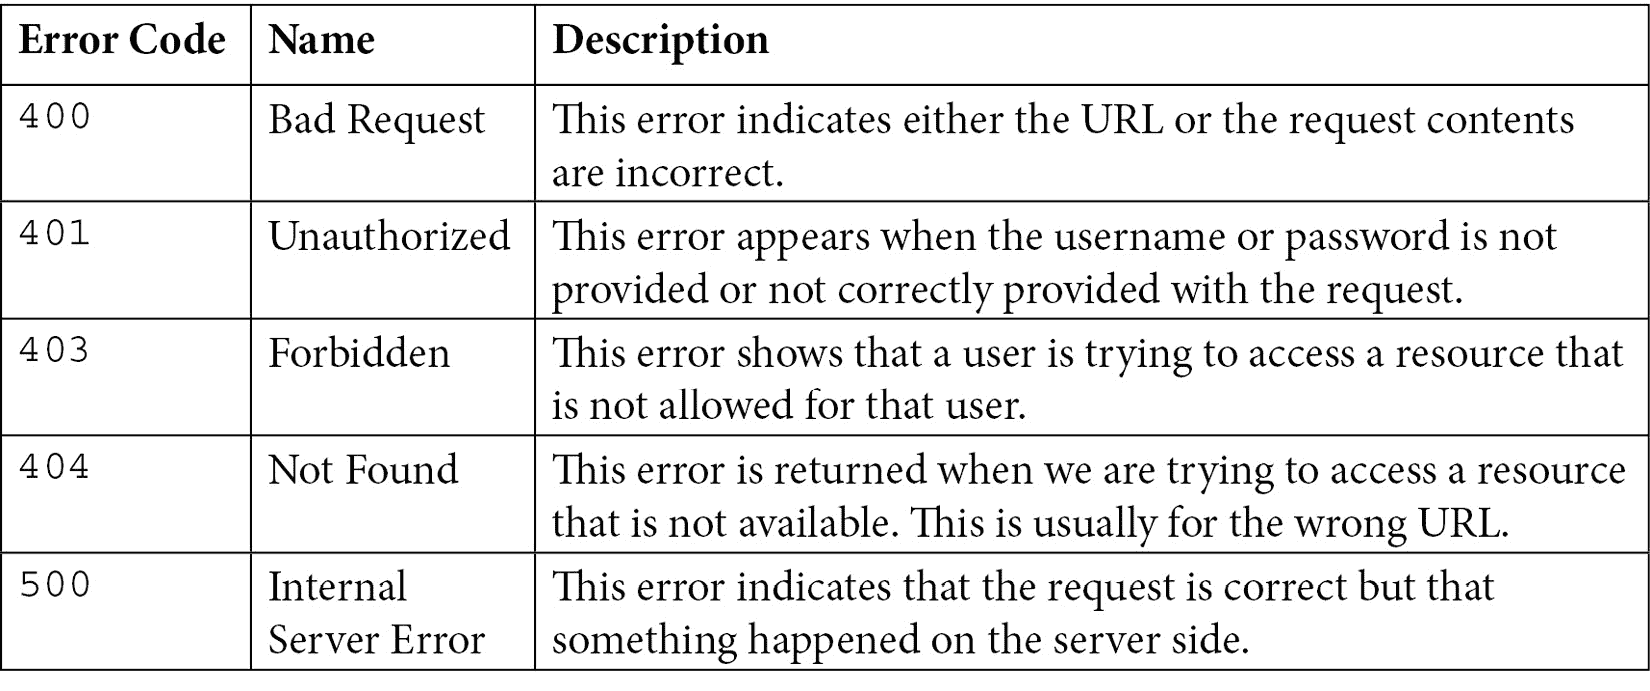 Error Code Name Description
400 Bad Request This error indicates either the URL or the request contents
are incorrect.
401 Unauthorized This error appears when the username or password is not
provided or not correctly provided with the request.
403 Forbidden This error shows that a user is trying to access a resource that
is not allowed for that user.
404 Not Found This error is returned when we are trying to access a resource
that is not available. This is usually for the wrong URL.
500 Internal This error indicates that the request is correct but that
Server Error something happened on the server side.